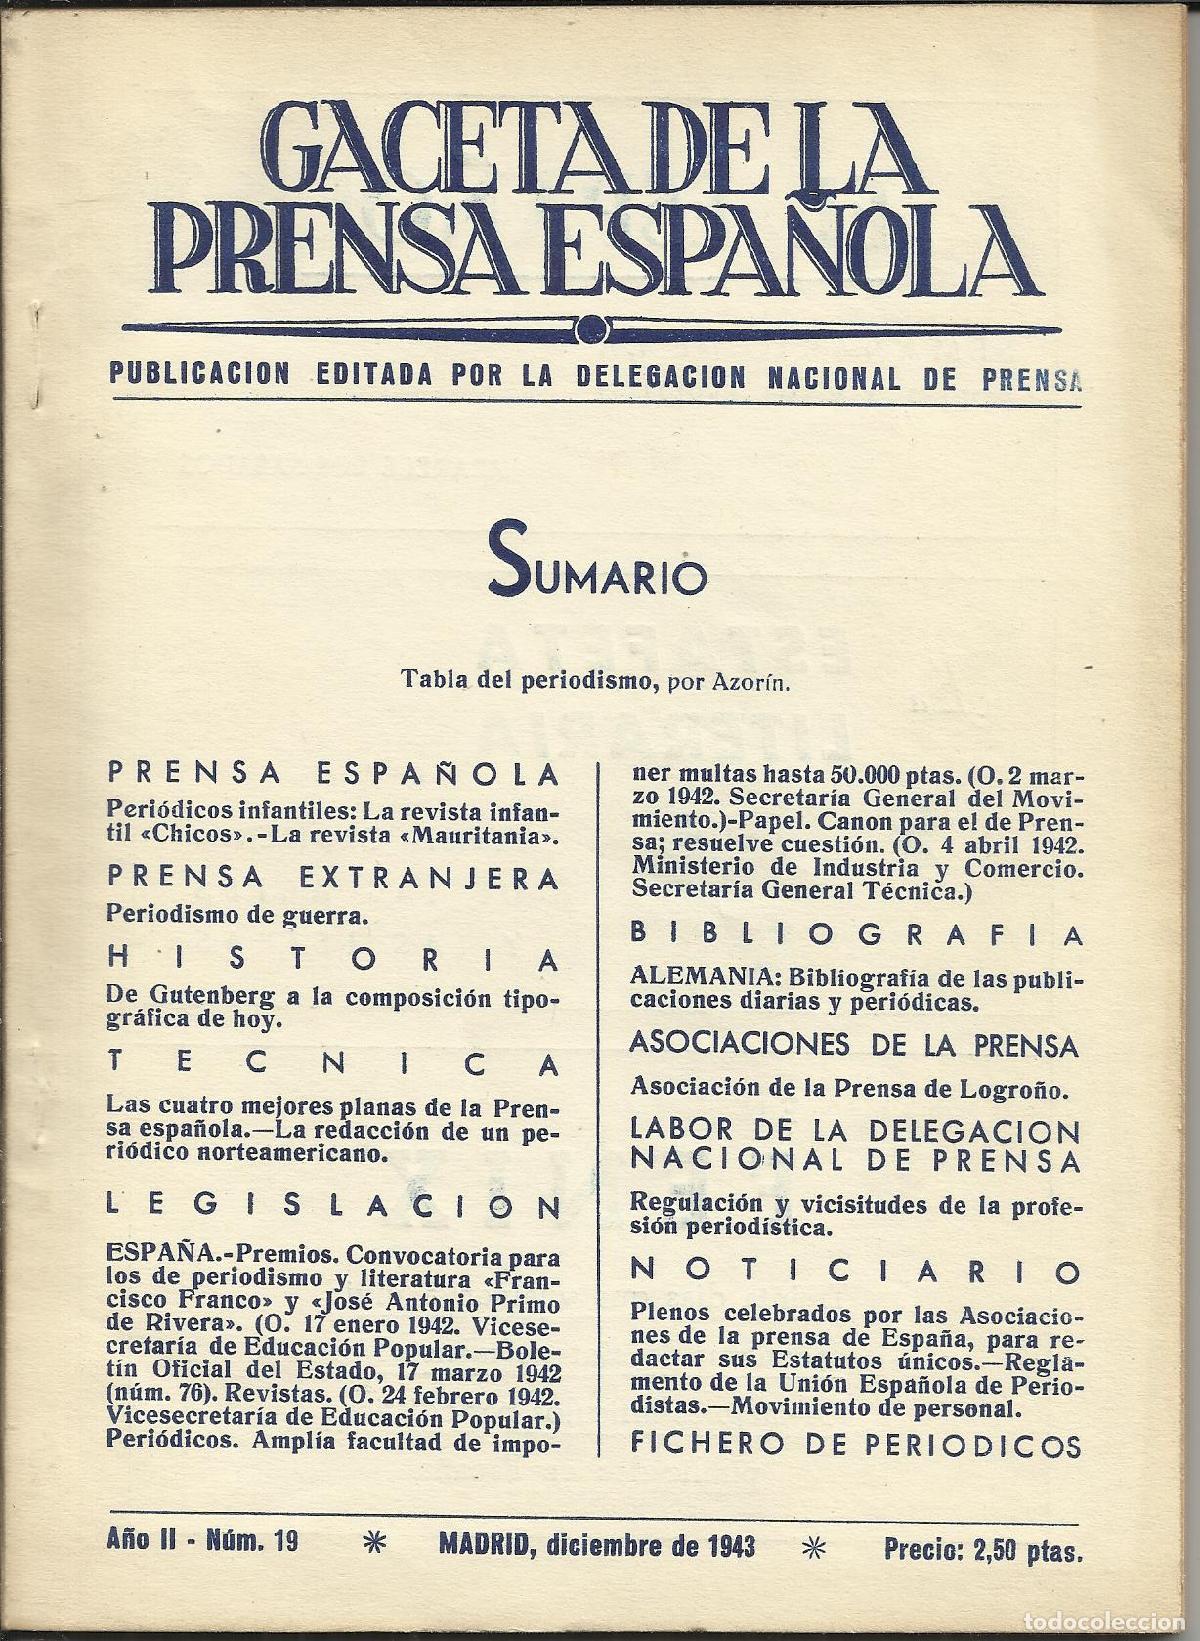 GACETA DE LA
PRENSA ESPAÑOLA
PUBLICACION EDITADA POR LA DELEGACION NACIONAL DE PRENSA
SUMARIO
Tabla del periodismo, por Azorín.
PRENSA ESPAÑOLA
Periódicos infantiles: La revista infan-
til «Chicos».-La revista «Mauritania».
PRENSA EXTRANJERA
Periodismo de guerra.
HISTORIA
De Gutenberg a la composición tipo-
gráfica de hoy.
TECNICA
Las cuatro mejores planas de la Pren-
sa española.—La redacción de un pe-
riódico norteamericano.
LEGISLACION
ESPAÑA.-Premios. Convocatoria para
los de periodismo y literatura «Fran-
cisco Franco» y «José Antonio Primo
de Rivera». (O. 17 enero 1942. Vicese-
cretaría de Educación Popular.—Bole-
tín Oficial del Estado, 17 marzo 1942
(núm. 76). Revistas. (O. 24 febrero 1942.
Vicesecretaría de Educación Popular.)
Periódicos. Amplía facultad de impo-
ner multas hasta 50.000 ptas. (O. 2 mar-
zo 1942. Secretaría General del Movi-
miento.)-Papel. Canon para el de Pren-
sa; resuelve cuestión. (O. 4 abril 1942.
Ministerio de Industria y Comercio.
Secretaría General Técnica.)
BIBLIOGRAFIA
ALEMANIA: Bibliografía de las publi-
caciones diarias y periódicas.
ASOCIACIONES DE LA PRENSA
Asociación de la Prensa de Logroño.
LABOR DE LA DELEGACION
NACIONAL DE PRENSA
Regulación y vicisitudes de la profe-
sión periodística.
NOTICIARIO
Plenos celebrados por las Asociacio-
nes de la prensa de España, para re-
dactar sus Estatutos únicos.—Regla-
mento de la Unión Española de Perio-
distas.—Movimiento de personal.
FICHERO DE PERIODICOS
Año II - Núm. 19 * MADRID, diciembre de 1943 * Precio: 2,50 ptas.
todocoleccion